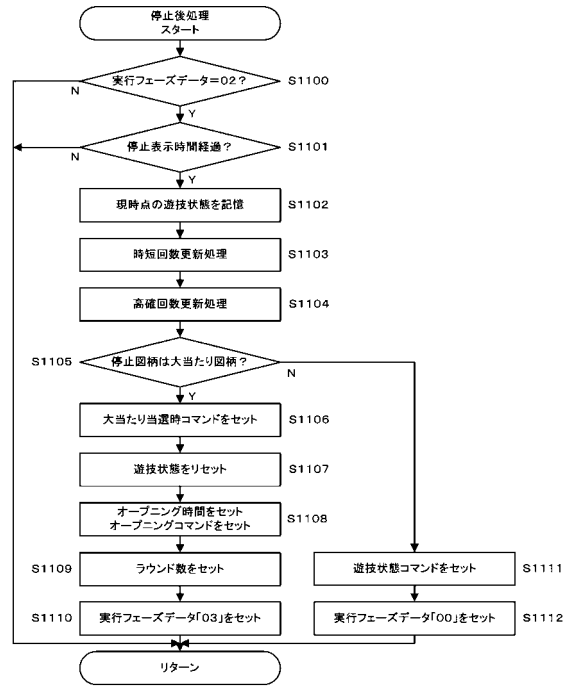 停止後処理
スタート
実行フェーズデータ=02?
S1100
N
Y
停止表示時間経過?
S1101
N
Y
現時点の遊技状態を記憶
S1102
時短回数更新処理
S1103
高確回数更新処理
S1104
S1105
停止図柄は大当たり図柄?
N
Y
大当たり当選時コマンドをセット
S1106
遊技状態をリセット
S1107
オープニング時間をセット
オープニングコマンドをセット
S1108
S1109
ラウンド数をセット
遊技状態コマンドをセット
S1111
S1110
実行フェーズデータ「03」をセット
実行フェーズデータ「00」をセット
S1112
リターン